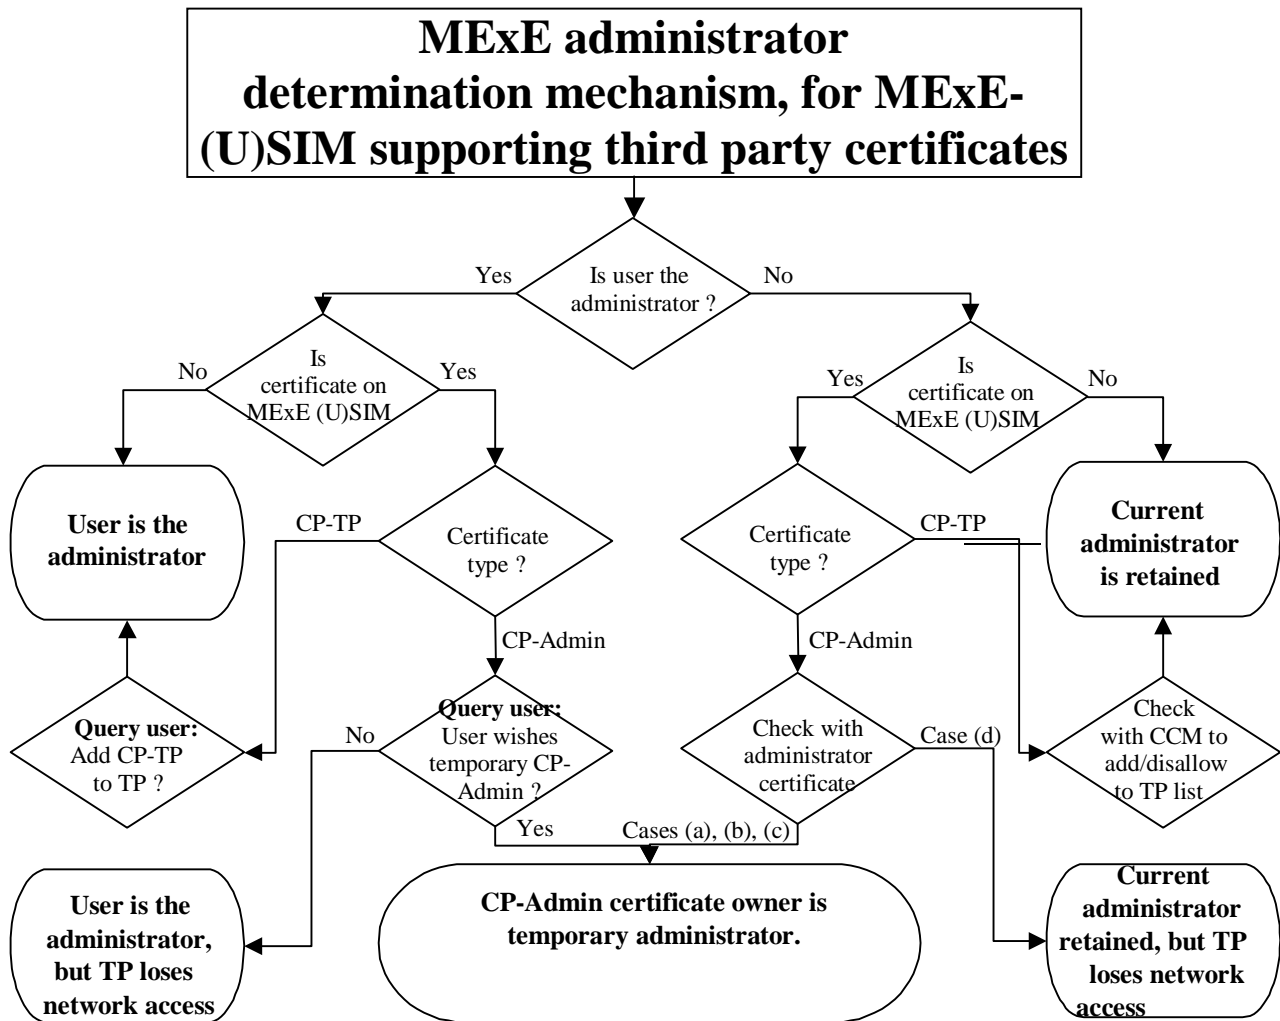 MExE administrator
determination mechanism, for MExE-
(U)SIM supporting third party certificates
Yes
Is user the
administrator ?
No
No
Is
certificate on
MExE (U)SIM
Yes
Yes
Is
certificate on
MExE (U)SIM
No
User is the
administrator
CP-TP
Certificate
type ?
Certificate
type ?
CP-TP
Current
administrator
is retained
CP-Admin
CP-Admin
Query user:
Add CP-TP
to TP ?
No
Query user:
User wishes
temporary CP-
Admin ?
Check with
administrator
certificate
Case (d)
Check
with CCM to
add/disallow
to TP list
Yes
Cases (a), (b), (c)
User is the
administrator,
but TP loses
network access
CP-Admin certificate owner is
temporary administrator.
Current
administrator
retained, but TP
loses network
access